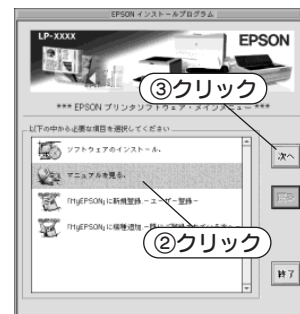 EPSON インストールプログラム
LP-XXXX
EPSON
③クリック
*** EPSON プリンタソフトウェア・メインメニュー ***
以下の中から必要な項目を選択してください
ソフトウェアのインストール。
次へ
マニュアルを見る。
「MyEPSON」に新規登録。－ユーザー登録－
②クリック
「MyEPSON」に機種追加。
終了